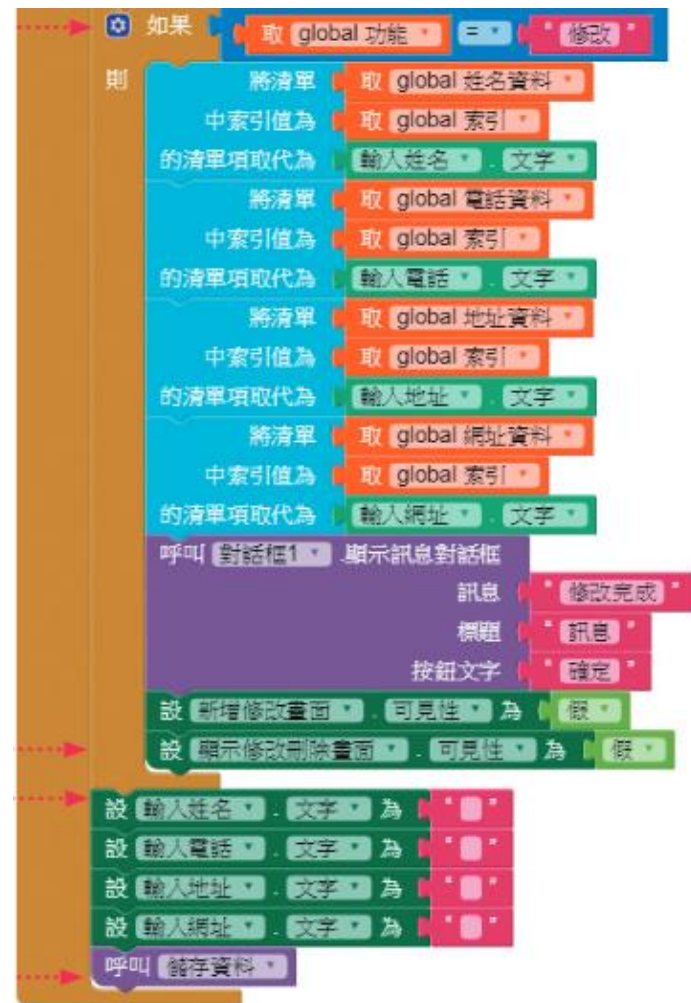 如果 取 global 功能 = " 修改 "
則 將清單 取 global 姓名資料
中索引值為 取 global 索引
的清單項取代為 輸入姓名 . 文字
將清單 取 global 電話資料
中索引值為 取 global 索引
的清單項取代為 輸入電話 . 文字
將清單 取 global 地址資料
中索引值為 取 global 索引
的清單項取代為 輸入地址 . 文字
將清單 取 global 網址資料
中索引值為 取 global 索引
的清單項取代為 輸入網址 . 文字
呼叫 對話框1 .顯示訊息對話框
訊息 " 修改完成 "
標題 " 訊息 "
按鈕文字 " 確定 "
設 新增修改畫面 . 可見性 為 假
設 顯示修改刪除畫面 . 可見性 為 假
設 輸入姓名 . 文字 為 " "
設 輸入電話 . 文字 為 " "
設 輸入地址 . 文字 為 " "
設 輸入網址 . 文字 為 " "
呼叫 儲存資料